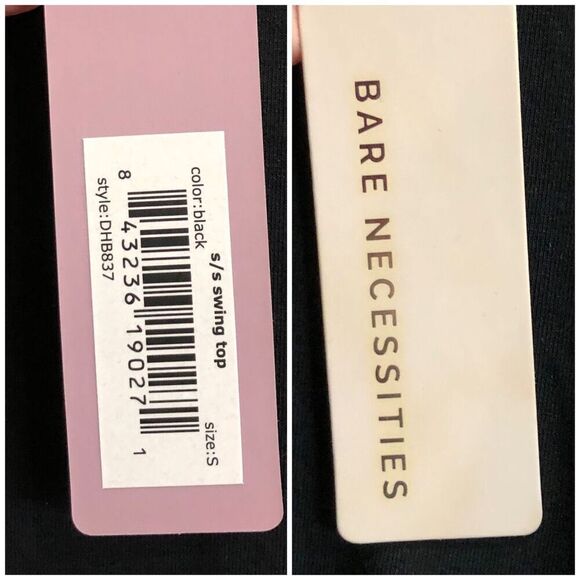 s/s swing top
color:black
size:S
8 43236 19027 1
style:DHB837
BARE NECESSITIES